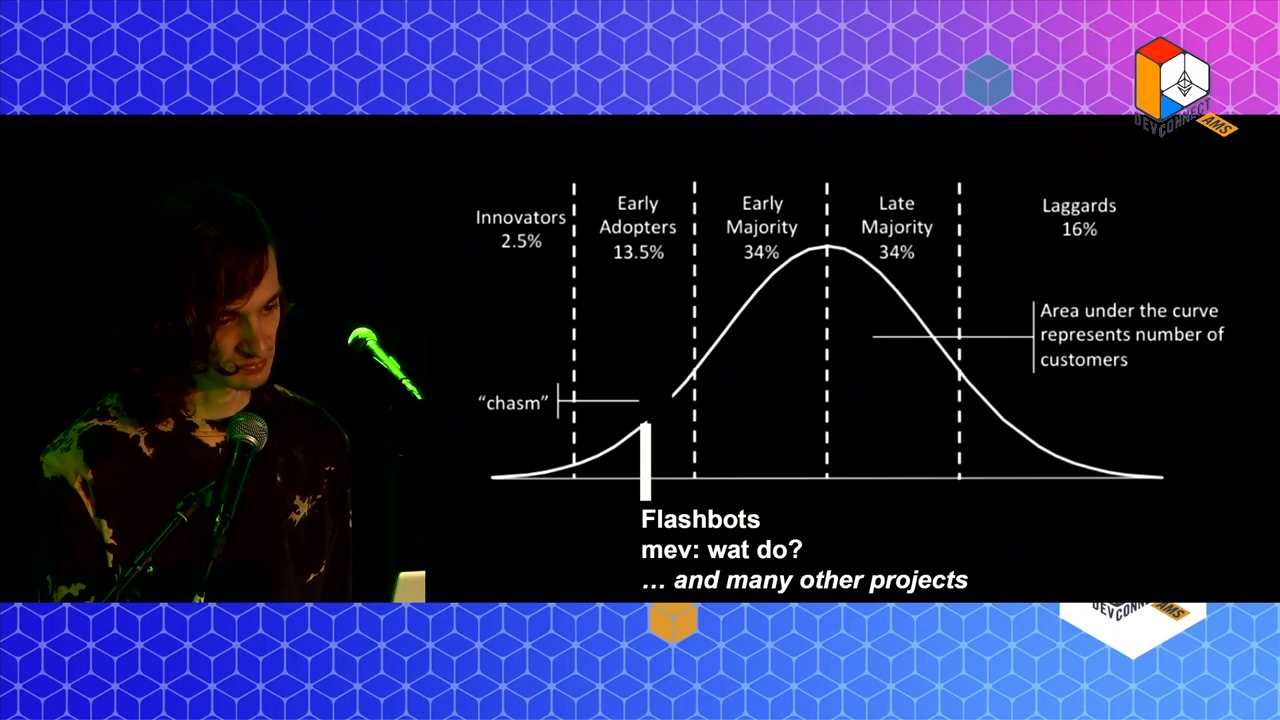 DEVCONNECT
AMS
Innovators
2.5%
Early
Adopters
13.5%
Early
Majority
34%
Late
Majority
34%
Laggards
16%
Area under the curve
represents number of
customers
“chasm”
Flashbots
mev: wat do?
… and many other projects
AMS